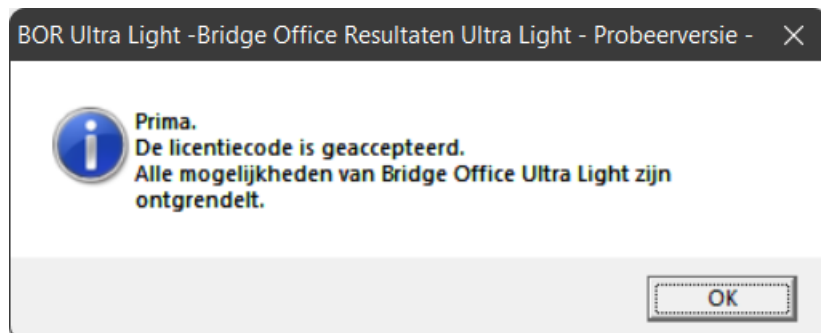 BOR Ultra Light -Bridge Office Resultaten Ultra Light - Probeerversie -
Prima.
De licentiecode is geaccepteerd.
Alle mogelijkheden van Bridge Office Ultra Light zijn
ontgrendelt.
OK